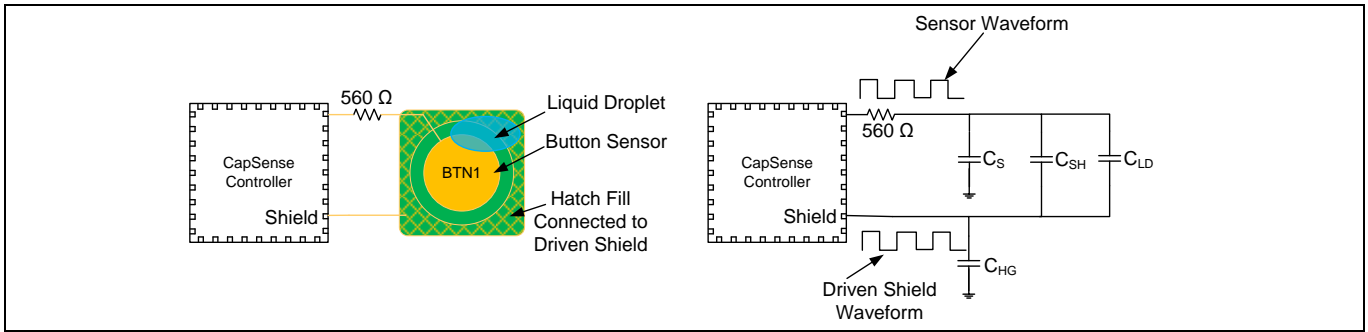 560 Ω
CapSense
Controller
Shield
BTN1
Liquid Droplet
Button Sensor
Hatch Fill
Connected to
Driven Shield
Sensor Waveform
560 Ω
CapSense
Controller
Shield
CS
CSH
CLD
CHG
Driven Shield
Waveform